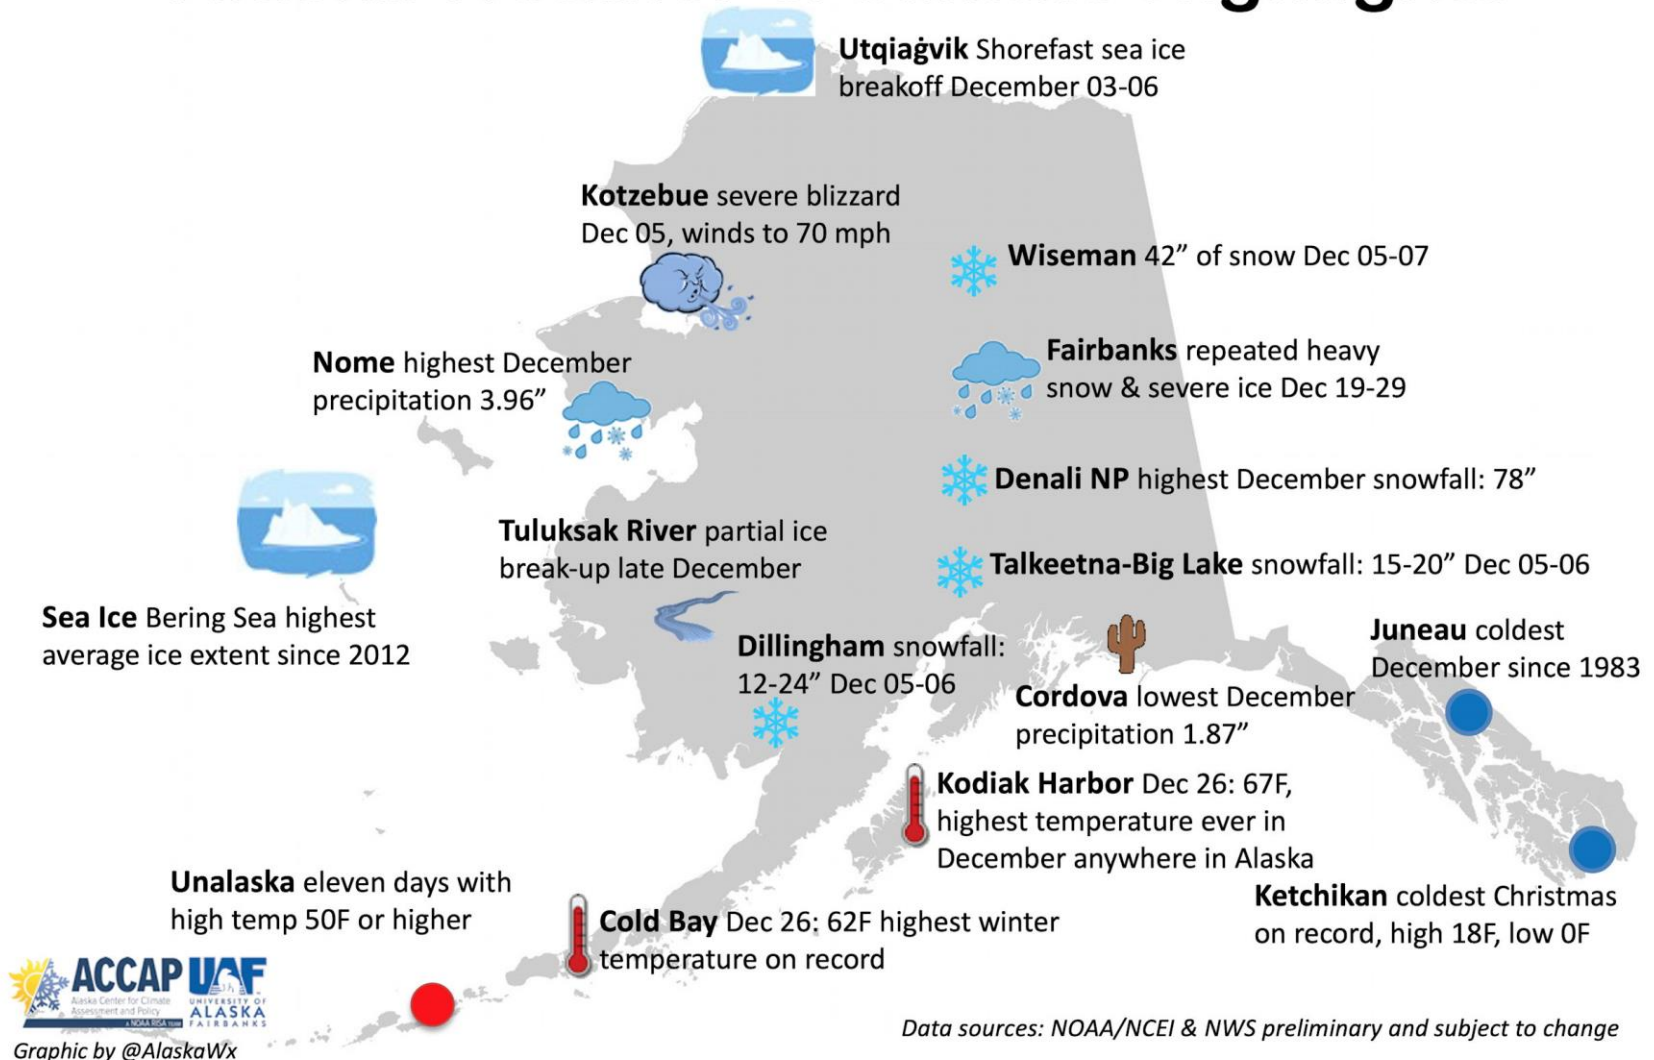 Utqiaġvik Shorefast sea ice
breakoff December 03-06
Kotzebue severe blizzard
Dec 05, winds to 70 mph
Wiseman 42” of snow Dec 05-07
Fairbanks repeated heavy
snow & severe ice Dec 19-29
Nome highest December
precipitation 3.96”
Denali NP highest December snowfall: 78”
Tuluksak River partial ice
break-up late December
Talkeetna-Big Lake snowfall: 15-20” Dec 05-06
Sea Ice Bering Sea highest
average ice extent since 2012
Dillingham snowfall:
12-24” Dec 05-06
Juneau coldest
December since 1983
Cordova lowest December
precipitation 1.87”
Kodiak Harbor Dec 26: 67F,
highest temperature ever in
December anywhere in Alaska
Unalaska eleven days with
high temp 50F or higher
Cold Bay Dec 26: 62F highest winter
temperature on record
Ketchikan coldest Christmas
on record, high 18F, low 0F
ACCAP
Alaska Center for Climate
Assessment and Policy
A NOAA RISA TEAM
UAF
UNIVERSITY OF
ALASKA
FAIRBANKS
Graphic by @AlaskaWx
Data sources: NOAA/NCEI & NWS preliminary and subject to change